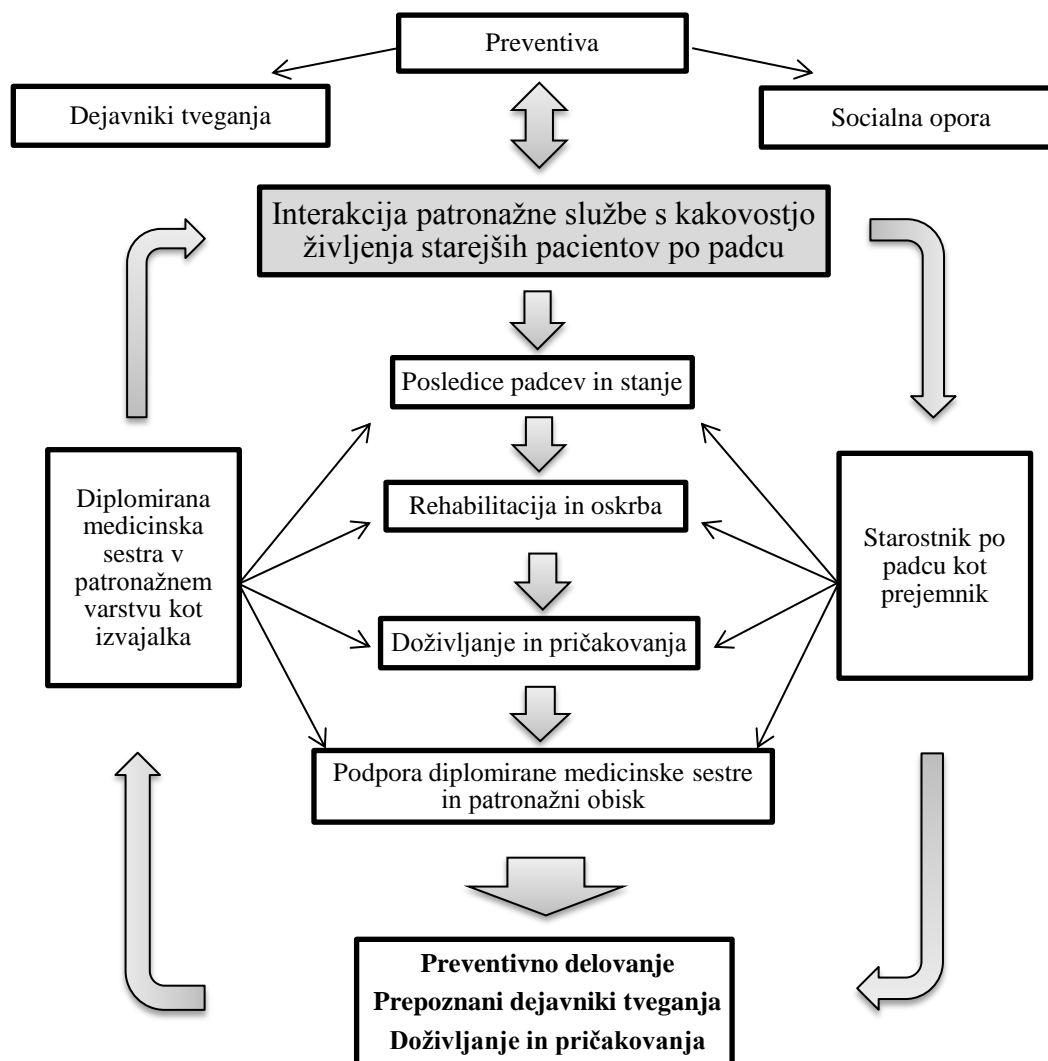 Preventiva
Dejavniki tveganja
Socialna opora
Interakcija patronažne službe s kakovostjo
življenja starejših pacientov po padcu
Posledice padcev in stanje
Diplomirana
medicinska
sestra v
patronažnem
varstvu kot
izvajalka
Rehabilitacija in oskrba
Starostnik po
padcu kot
prejemnik
Doživljanje in pričakovanja
Podpora diplomirane medicinske sestre
in patronažni obisk
Preventivno delovanje
Prepoznani dejavniki tveganja
Doživljanje in pričakovanja